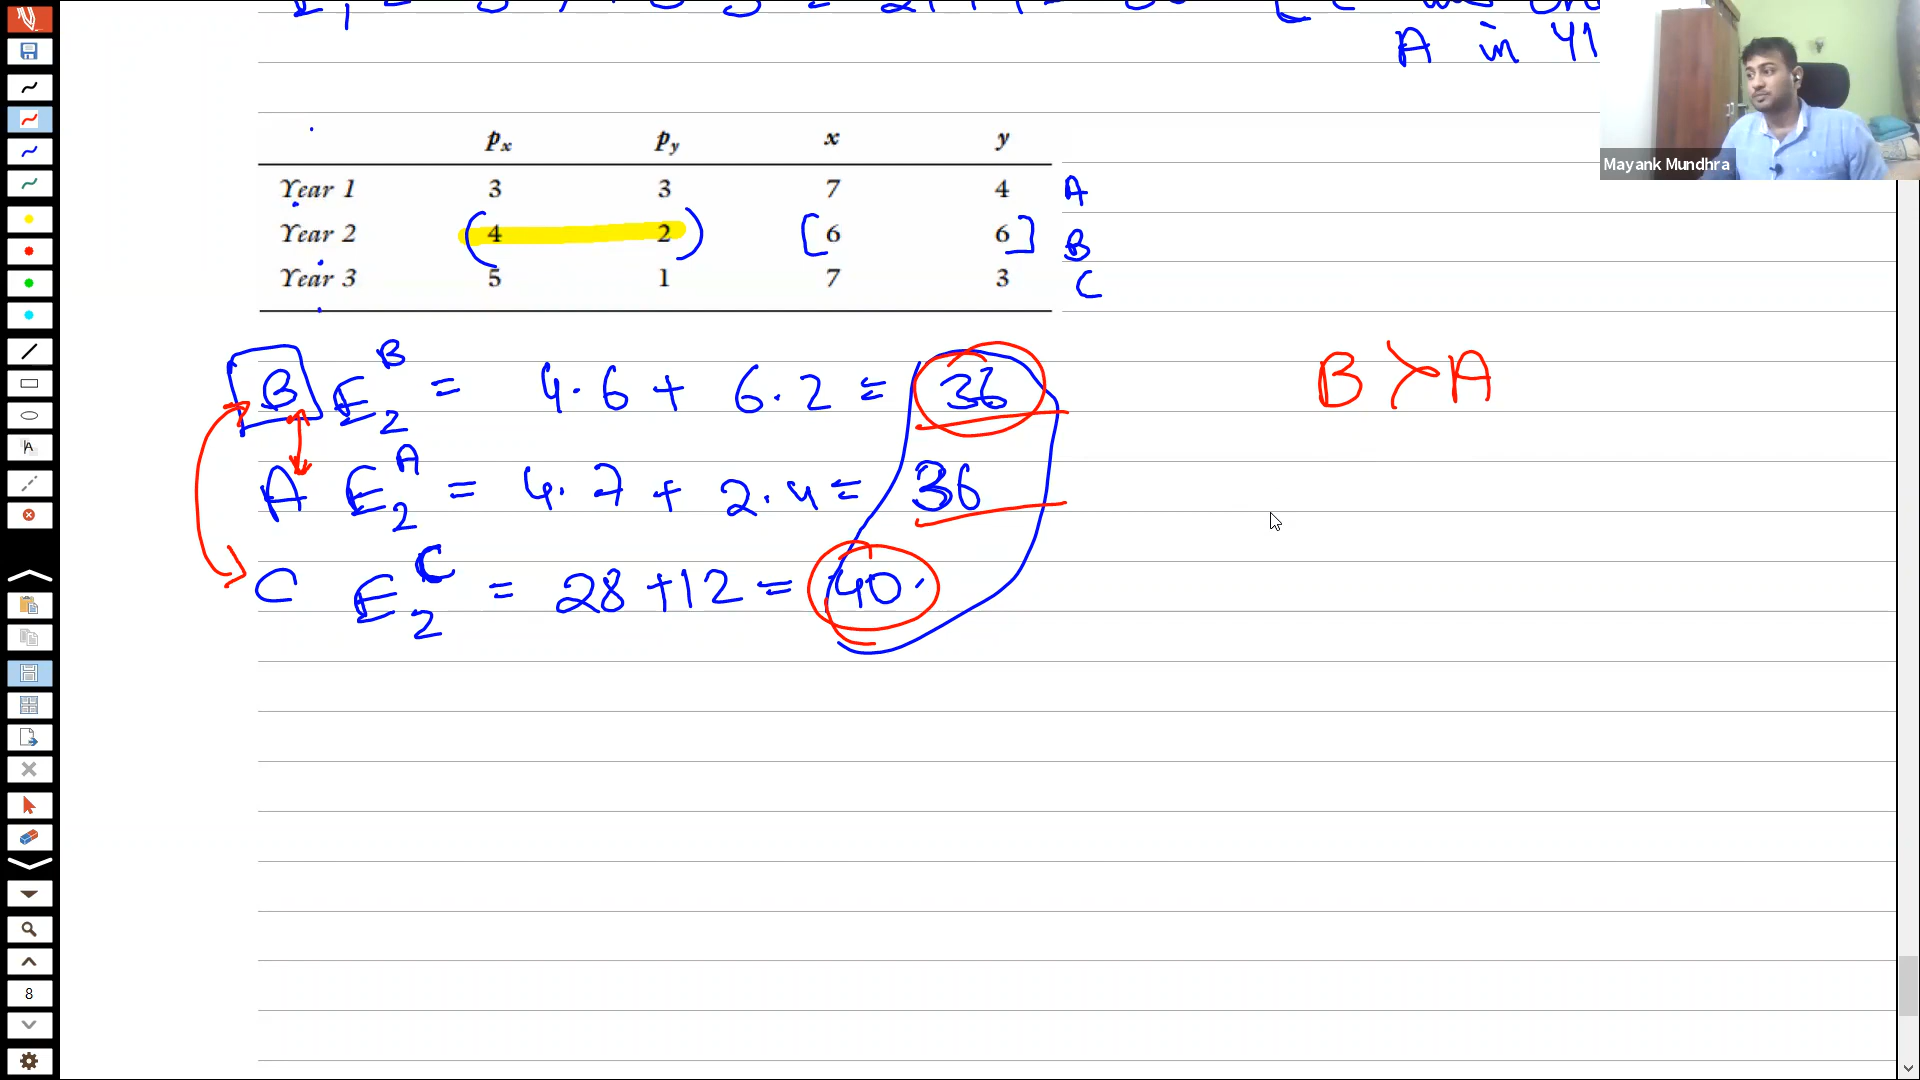 A in Y1
Mayank Mundhra
p_x p_y x y
Year 1 3 3 7 4 A
Year 2 (4 2) [6 6] B
Year 3 5 1 7 3 C
B E_2^B = 4·6 + 6·2 = 36
B ≻ A
A E_2^A = 4·7 + 2·4 = 36
C E_2^C = 28 + 12 = 40
8